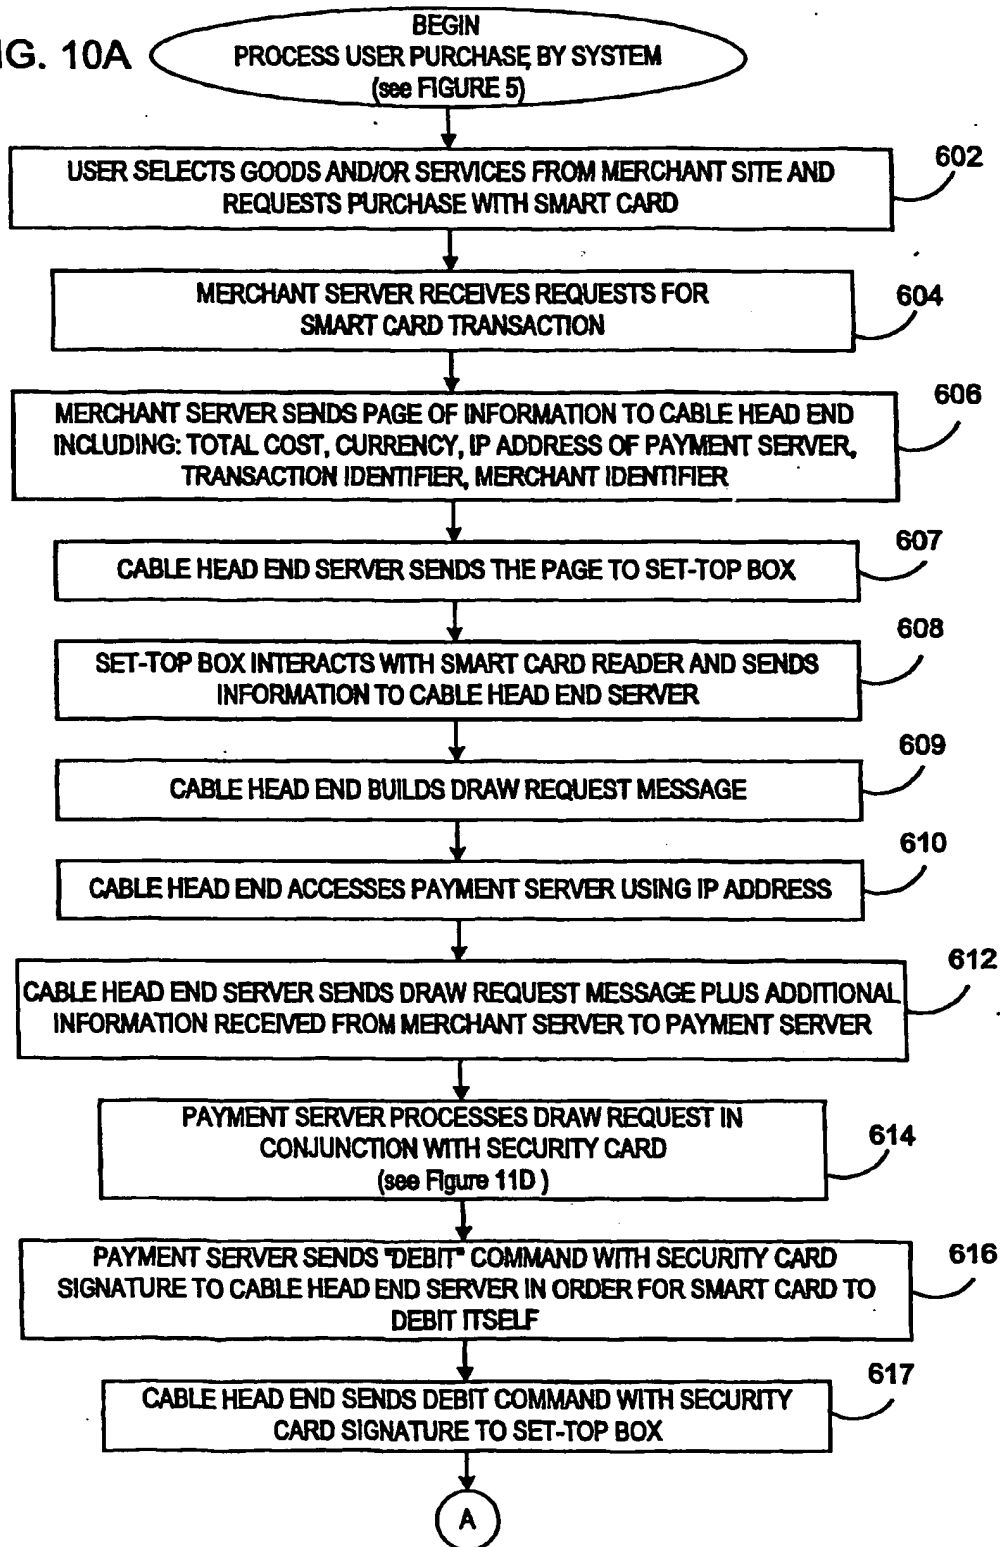 IG. 10A
BEGIN
PROCESS USER PURCHASE BY SYSTEM
(see FIGURE 5)
USER SELECTS GOODS AND/OR SERVICES FROM MERCHANT SITE AND
REQUESTS PURCHASE WITH SMART CARD
602
MERCHANT SERVER RECEIVES REQUESTS FOR
SMART CARD TRANSACTION
604
MERCHANT SERVER SENDS PAGE OF INFORMATION TO CABLE HEAD END
INCLUDING: TOTAL COST, CURRENCY, IP ADDRESS OF PAYMENT SERVER,
TRANSACTION IDENTIFIER, MERCHANT IDENTIFIER
606
CABLE HEAD END SERVER SENDS THE PAGE TO SET-TOP BOX
607
SET-TOP BOX INTERACTS WITH SMART CARD READER AND SENDS
INFORMATION TO CABLE HEAD END SERVER
608
CABLE HEAD END BUILDS DRAW REQUEST MESSAGE
609
CABLE HEAD END ACCESSES PAYMENT SERVER USING IP ADDRESS
610
CABLE HEAD END SERVER SENDS DRAW REQUEST MESSAGE PLUS ADDITIONAL
INFORMATION RECEIVED FROM MERCHANT SERVER TO PAYMENT SERVER
612
PAYMENT SERVER PROCESSES DRAW REQUEST IN
CONJUNCTION WITH SECURITY CARD
(see Figure 11D )
614
PAYMENT SERVER SENDS "DEBIT" COMMAND WITH SECURITY CARD
SIGNATURE TO CABLE HEAD END SERVER IN ORDER FOR SMART CARD TO
DEBIT ITSELF
616
CABLE HEAD END SENDS DEBIT COMMAND WITH SECURITY
CARD SIGNATURE TO SET-TOP BOX
617
A